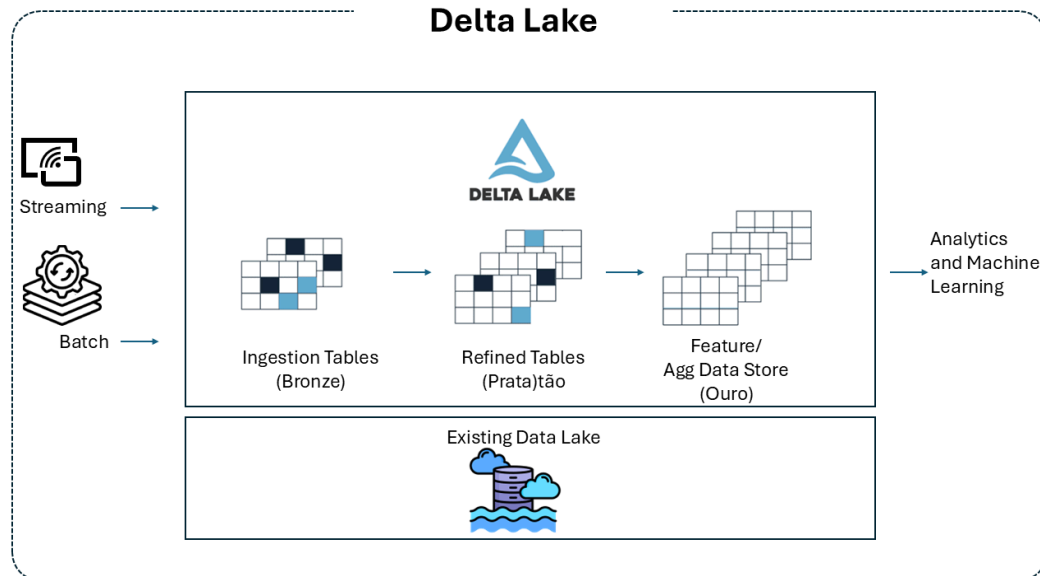 Delta Lake
DELTA LAKE
Streaming
Batch
Ingestion Tables
(Bronze)
Refined Tables
(Prata)tão
Feature/
Agg Data Store
(Ouro)
Analytics
and Machine
Learning
Existing Data Lake